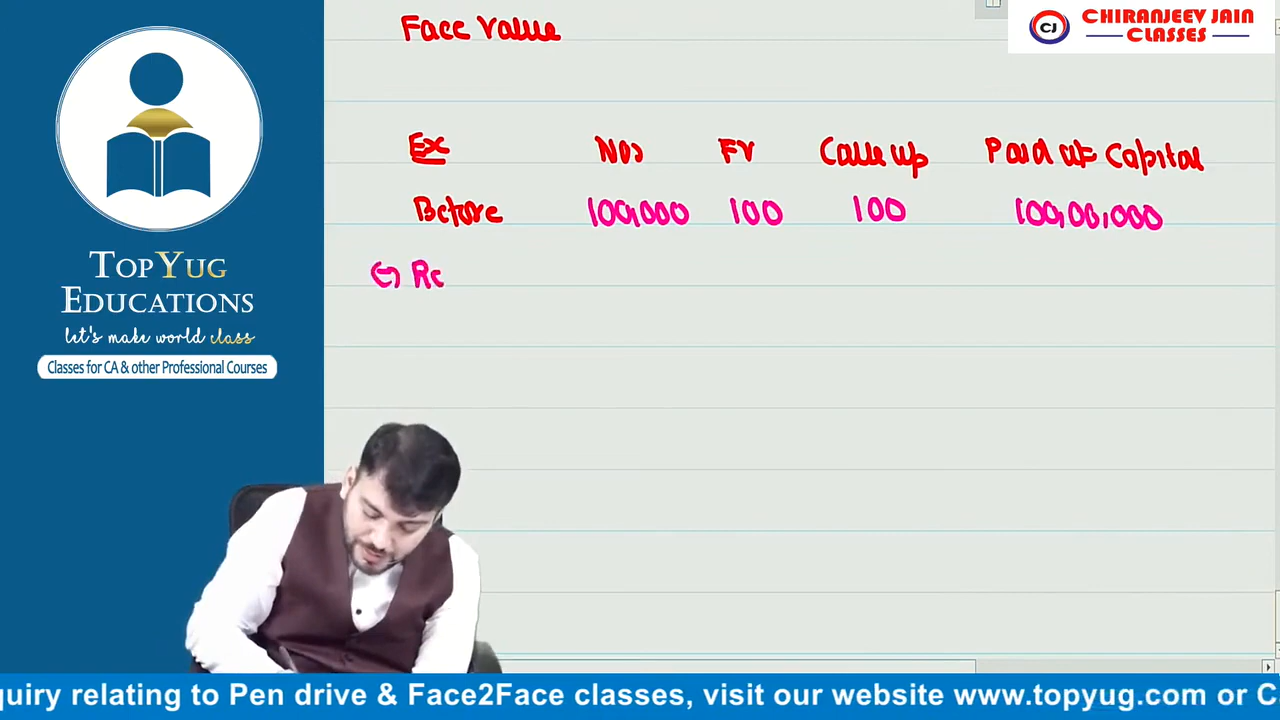 Face Value
CHIRANJEEV JAIN
CLASSES
CJ
Ex Nos FV Called up Paid up Capital
Before 100,000 100 100 100,00,000
(-) Re
TOPYUG
EDUCATIONS
let's make world class
Classes for CA & other Professional Courses
quiry relating to Pen drive & Face2Face classes, visit our website www.topyug.com or C